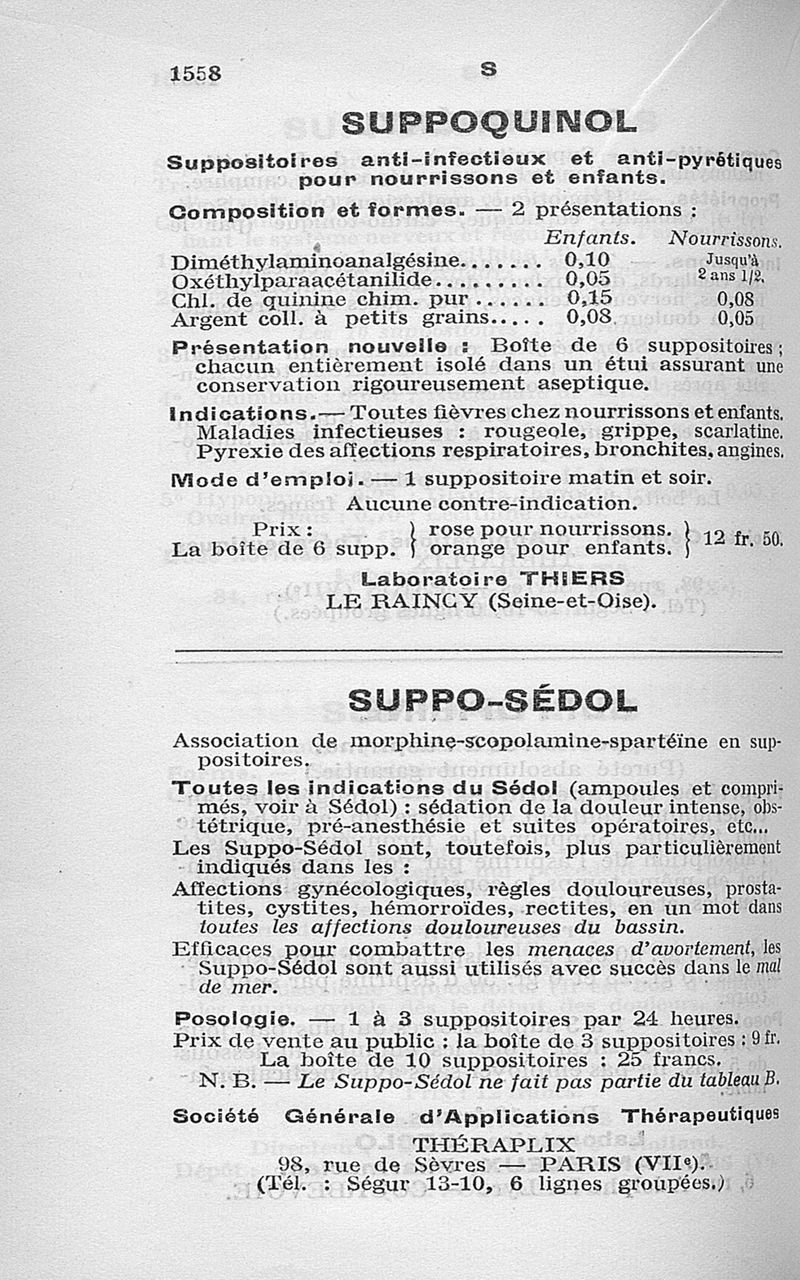 1558
S
SUPPOQUINOL
Suppositoires anti-infectieux et anti-pyrétiques
pour nourrissons et enfants.
Composition et formes. — 2 présentations :
Enfants. Nourrissons.
Diméthylaminoanalgésine....... 0,10 Jusqu'à
Oxéthylparaacétanilide.......... 0,05 2 ans 1/2.
Chl. de quinine chim. pur ...... 0,15 0,08
Argent coll. à petits grains..... 0,08 0,05
Présentation nouvelle : Boîte de 6 suppositoires ;
chacun entièrement isolé dans un étui assurant une
conservation rigoureusement aseptique.
Indications.— Toutes fièvres chez nourrissons et enfants.
Maladies infectieuses : rougeole, grippe, scarlatine.
Pyrexie des affections respiratoires, bronchites, angines.
Mode d'emploi. — 1 suppositoire matin et soir.
Aucune contre-indication.
Prix : } rose pour nourrissons. } 12 fr. 50.
La boîte de 6 supp. } orange pour enfants. }
Laboratoire THIERS
LE RAINCY (Seine-et-Oise).
SUPPO-SÉDOL
Association de morphine-scopolamine-spartéïne en sup-
positoires.
Toutes les indications du Sédol (ampoules et compri-
més, voir à Sédol) : sédation de la douleur intense, obs-
tétrique, pré-anesthésie et suites opératoires, etc...
Les Suppo-Sédol sont, toutefois, plus particulièrement
indiqués dans les :
Affections gynécologiques, règles douloureuses, prosta-
tites, cystites, hémorroïdes, rectites, en un mot dans
toutes les affections douloureuses du bassin.
Efficaces pour combattre les menaces d'avortement, les
Suppo-Sédol sont aussi utilisés avec succès dans le mal
de mer.
Posologie. — 1 à 3 suppositoires par 24 heures.
Prix de vente au public : la boîte de 3 suppositoires : 9 fr.
La boîte de 10 suppositoires : 25 francs.
N. B. — Le Suppo-Sédol ne fait pas partie du tableau B.
Société Générale d'Applications Thérapeutiques
THÉRAPLIX
98, rue de Sèvres — PARIS (VIIe).
(Tél. : Ségur 13-10, 6 lignes groupées.)